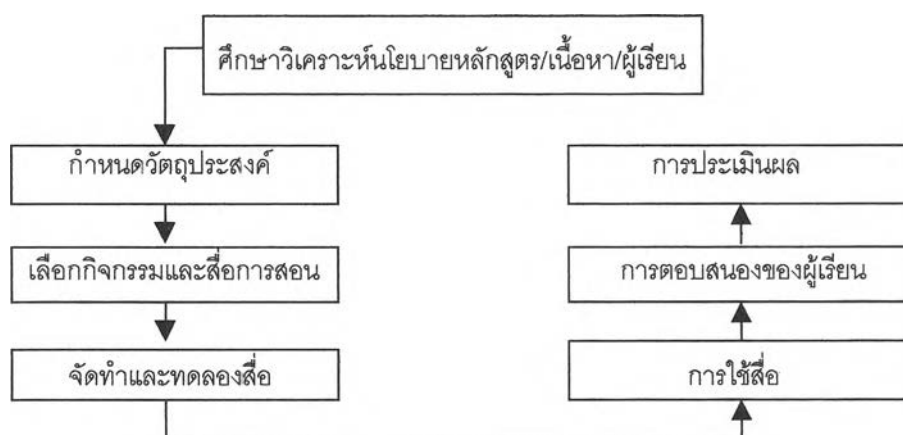 ศึกษาวิเคราะห์นโยบายหลักสูตร/เนื้อหา/ผู้เรียน
กำหนดวัตถุประสงค์
เลือกกิจกรรมและสื่อการสอน
จัดทำและทดลองสื่อ
การใช้สื่อ
การตอบสนองของผู้เรียน
การประเมินผล